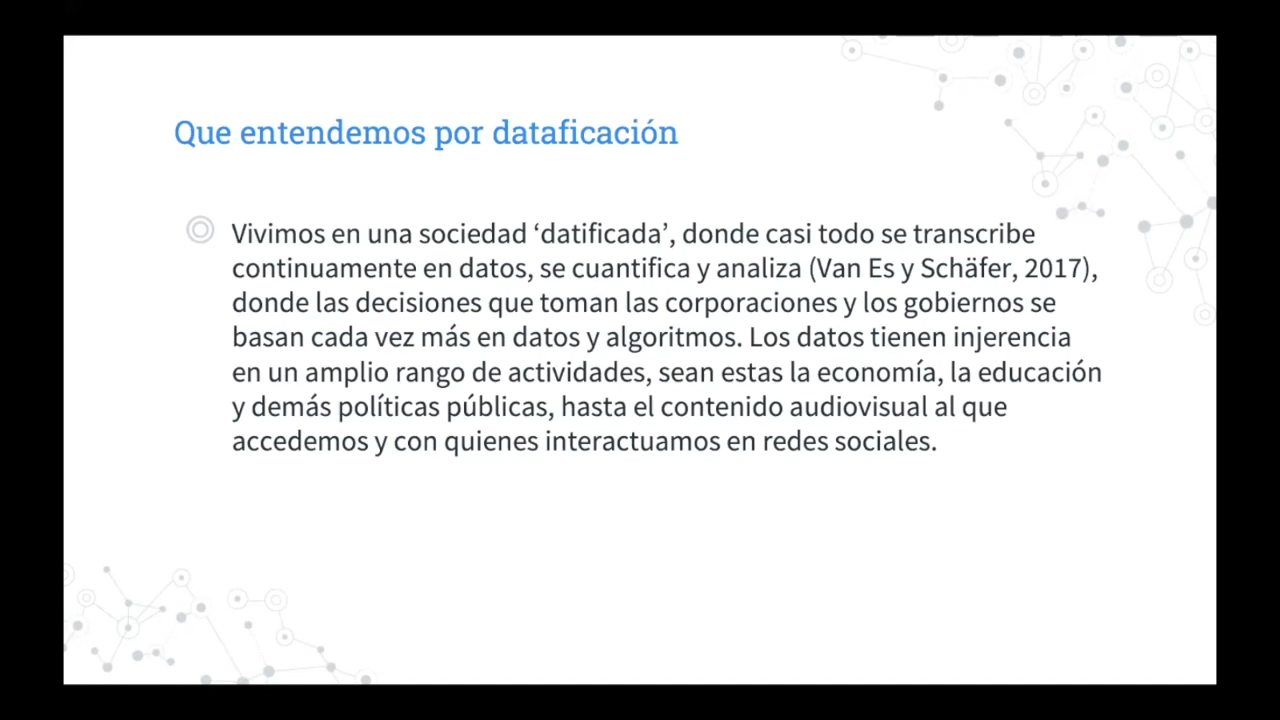 Que entendemos por dataficación
Vivimos en una sociedad ‘datificada’, donde casi todo se transcribe
continuamente en datos, se cuantifica y analiza (Van Es y Schäfer, 2017),
donde las decisiones que toman las corporaciones y los gobiernos se
basan cada vez más en datos y algoritmos. Los datos tienen injerencia
en un amplio rango de actividades, sean estas la economía, la educación
y demás políticas públicas, hasta el contenido audiovisual al que
accedemos y con quienes interactuamos en redes sociales.